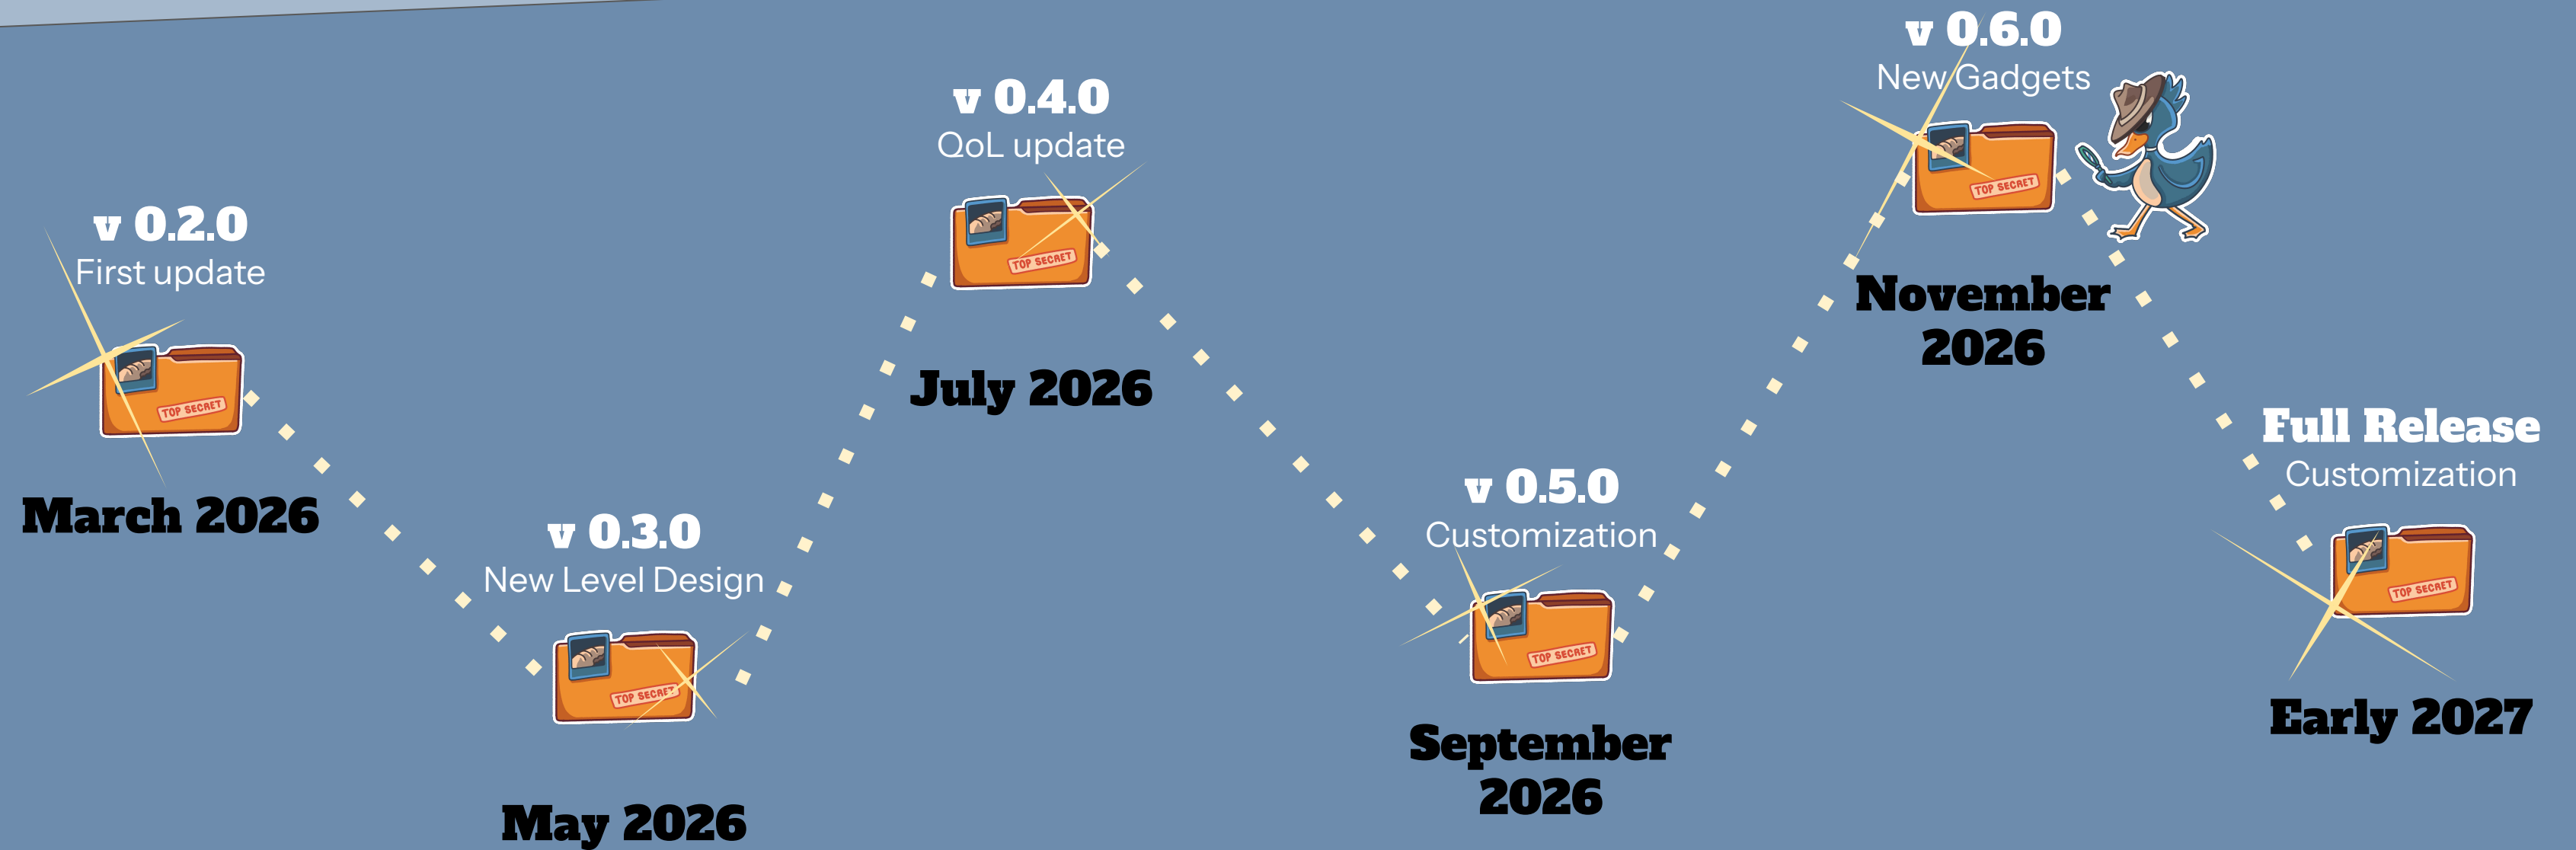 v 0.2.0
First update
TOP SECRET
March 2026
v 0.3.0
New Level Design
TOP SECRET
May 2026
v 0.4.0
QoL update
TOP SECRET
July 2026
v 0.5.0
Customization
TOP SECRET
September
2026
v 0.6.0
New Gadgets
TOP SECRET
November
2026
Full Release
Customization
TOP SECRET
Early 2027